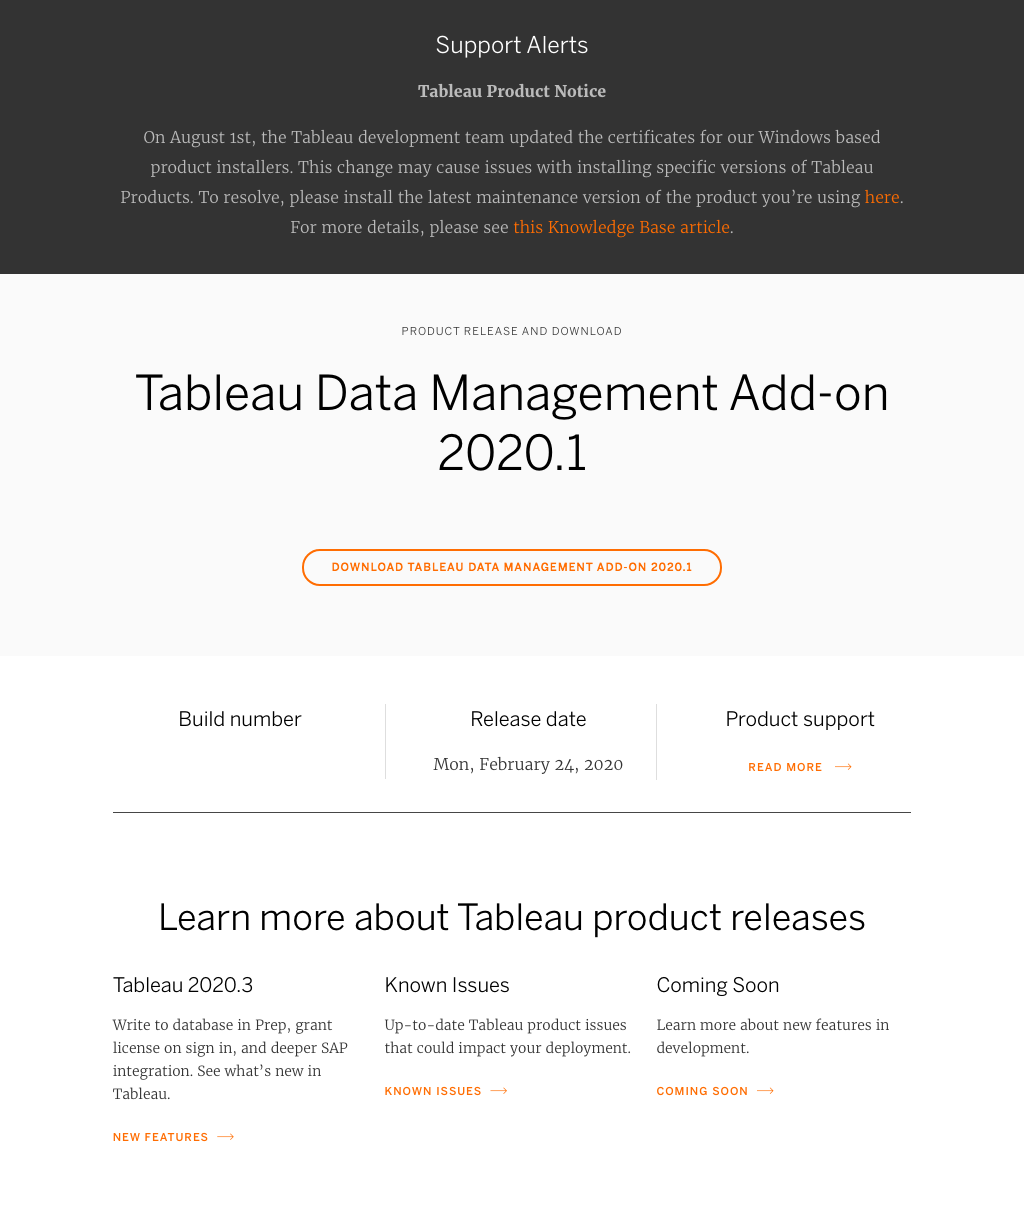 Support Alerts
Tableau Product Notice
On August 1st, the Tableau development team updated the certificates for our Windows based
product installers. This change may cause issues with installing specific versions of Tableau
Products. To resolve, please install the latest maintenance version of the product you’re using here.
For more details, please see this Knowledge Base article.
PRODUCT RELEASE AND DOWNLOAD
Tableau Data Management Add-on
2020.1
DOWNLOAD TABLEAU DATA MANAGEMENT ADD-ON 2020.1
Build number
Release date
Mon, February 24, 2020
Product support
READ MORE
Learn more about Tableau product releases
Tableau 2020.3
Write to database in Prep, grant
license on sign in, and deeper SAP
integration. See what’s new in
Tableau.
NEW FEATURES
Known Issues
Up-to-date Tableau product issues
that could impact your deployment.
KNOWN ISSUES
Coming Soon
Learn more about new features in
development.
COMING SOON